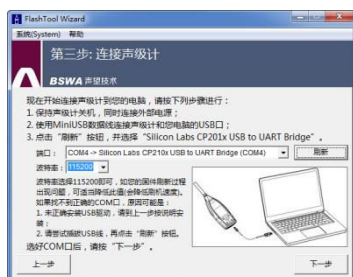 FlashTool Wizard
系统(System) 帮助
第三步: 连接声级计
BSWA 声望技术
现在开始连接声级计到您的电脑，请按下列步骤进行：
1. 保持声级计关机，同时连接外部电源；
2. 使用MiniUSB数据线连接声级计和您电脑的USB口；
3. 点击“刷新”按钮，并选择“Silicon Labs CP201x USB to UART Bridge”。
端口： COM4 -> Silicon Labs CP210x USB to UART Bridge (COM4) 刷新
波特率： 115200
波特率选择115200即可，如您的固件刷新过程
出现问题，可适当降低此值(会降低刷机速度)。
如果找不到正确的COM口，原因可能是：
1. 未正确安装USB驱动，请到上一步按说明安
装；
2. 请尝试插拔USB线，再点击“刷新”按钮。
选好COM口后，请按“下一步”。
上一步 下一步